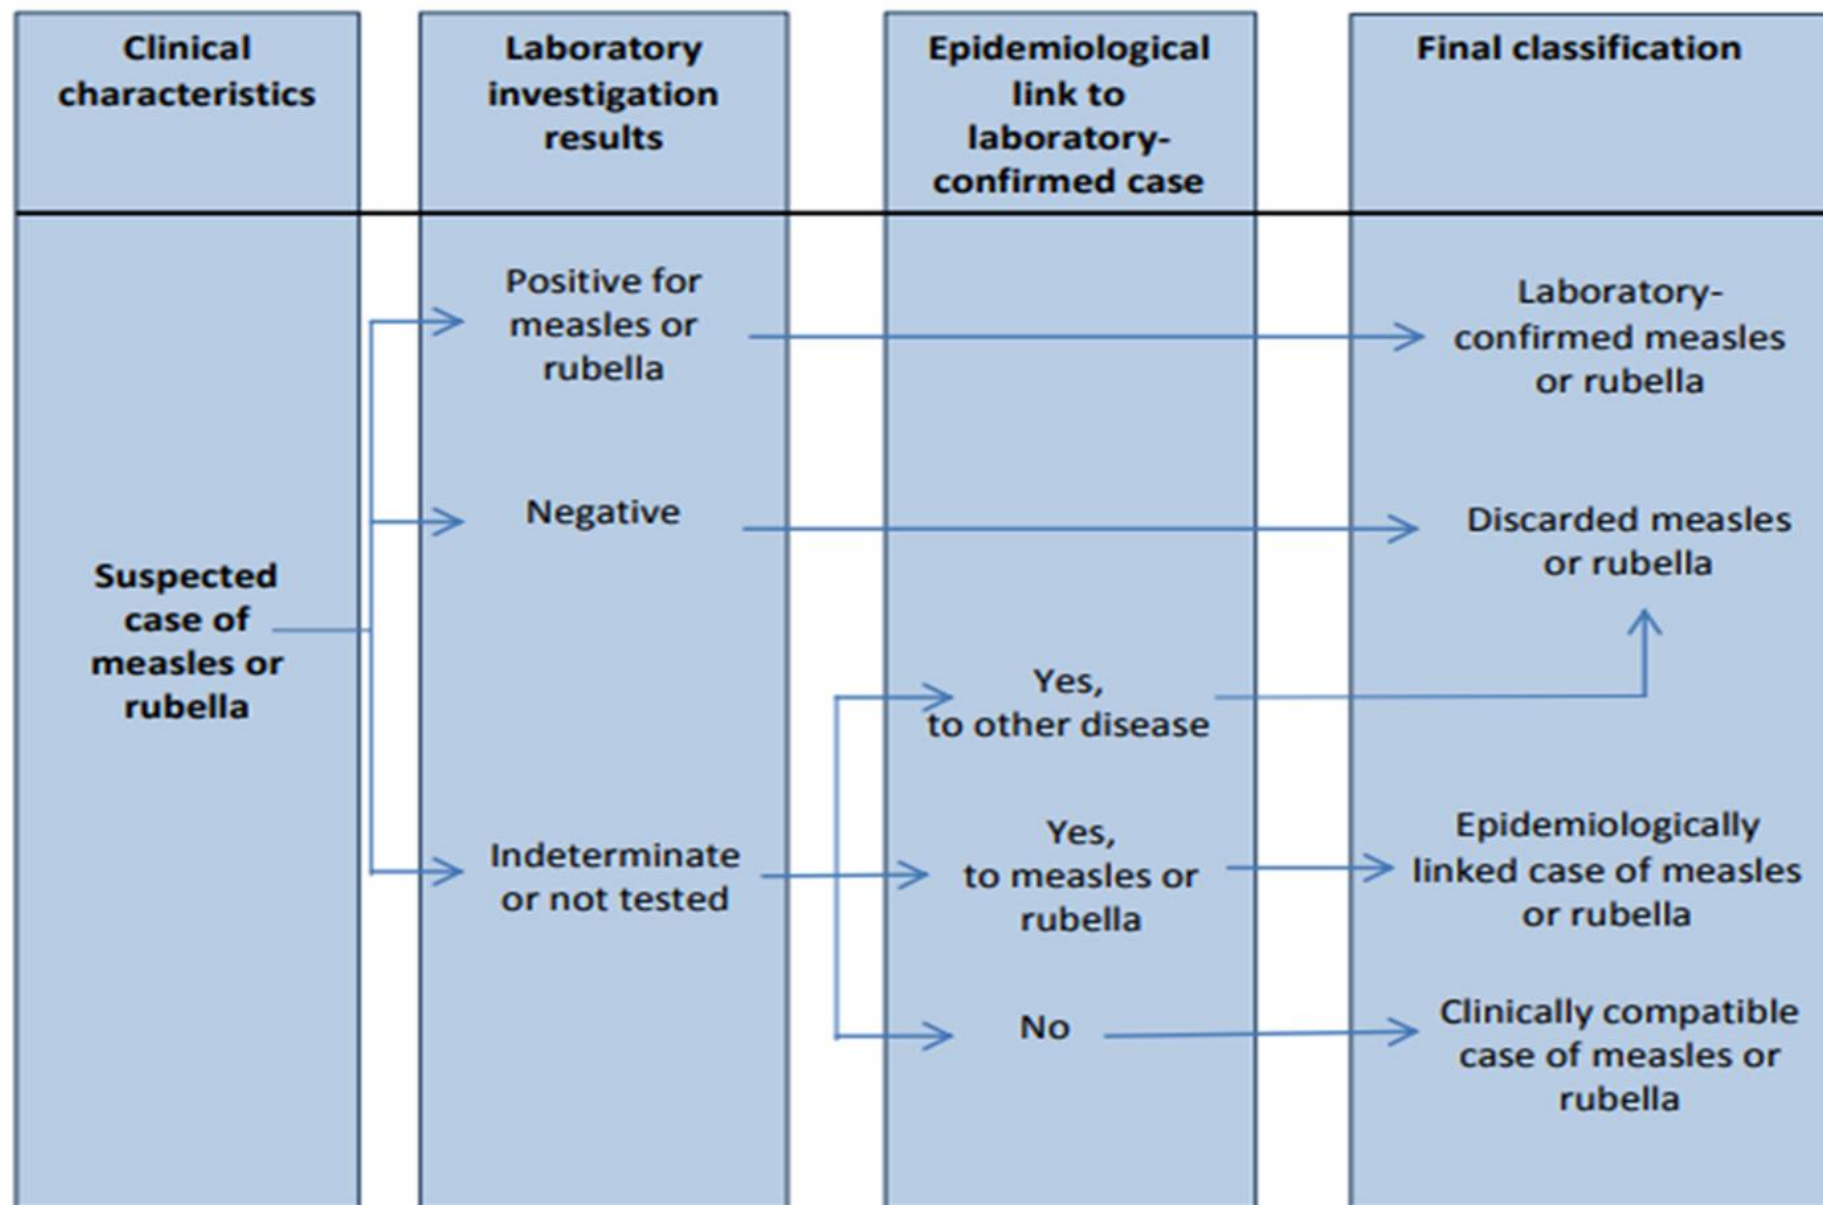 Clinical
characteristics
Laboratory
investigation
results
Epidemiological
link to
laboratory-
confirmed case
Final classification
Suspected
case of
measles or
rubella
Positive for
measles or
rubella
Negative
Indeterminate
or not tested
Yes,
to other disease
Yes,
to measles or
rubella
No
Laboratory-
confirmed measles
or rubella
Discarded measles
or rubella
Epidemiologically
linked case of measles
or rubella
Clinically compatible
case of measles or
rubella